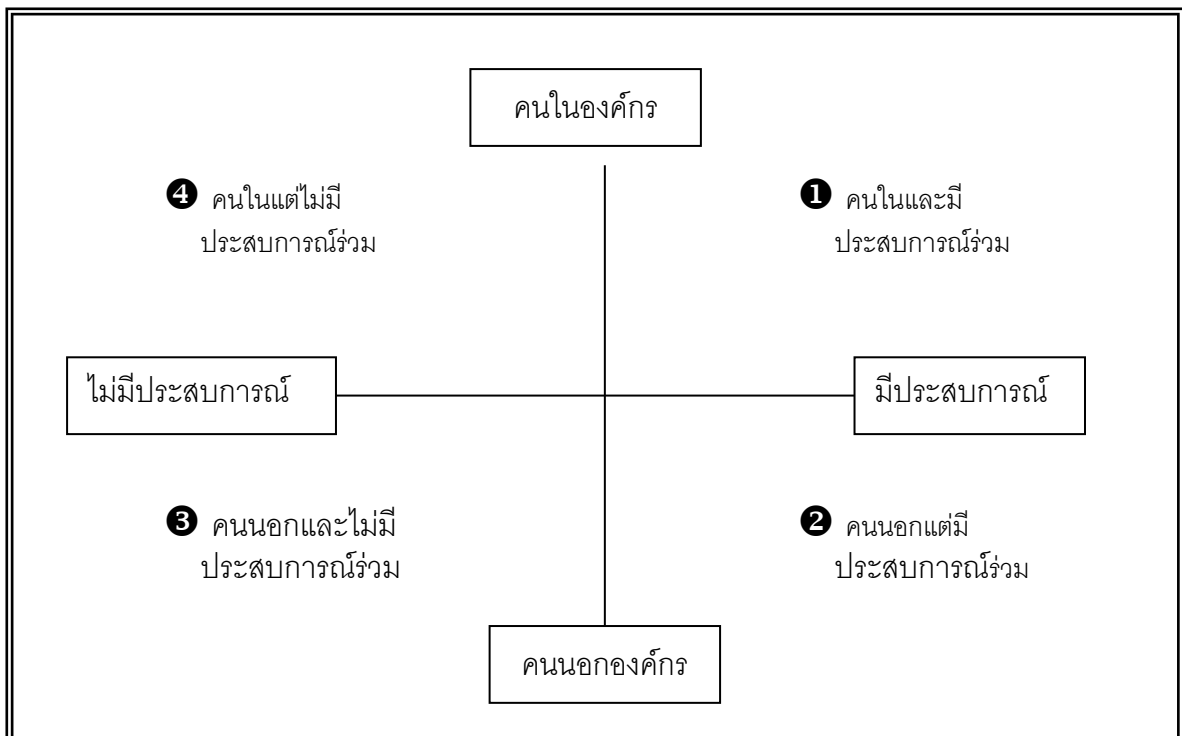 คนในองค์กร
❹ คนในแต่ไม่มี
ประสบการณ์ร่วม
❶ คนในและมี
ประสบการณ์ร่วม
ไม่มีประสบการณ์
มีประสบการณ์
❸ คนนอกและไม่มี
ประสบการณ์ร่วม
❷ คนนอกแต่มี
ประสบการณ์ร่วม
คนนอกองค์กร